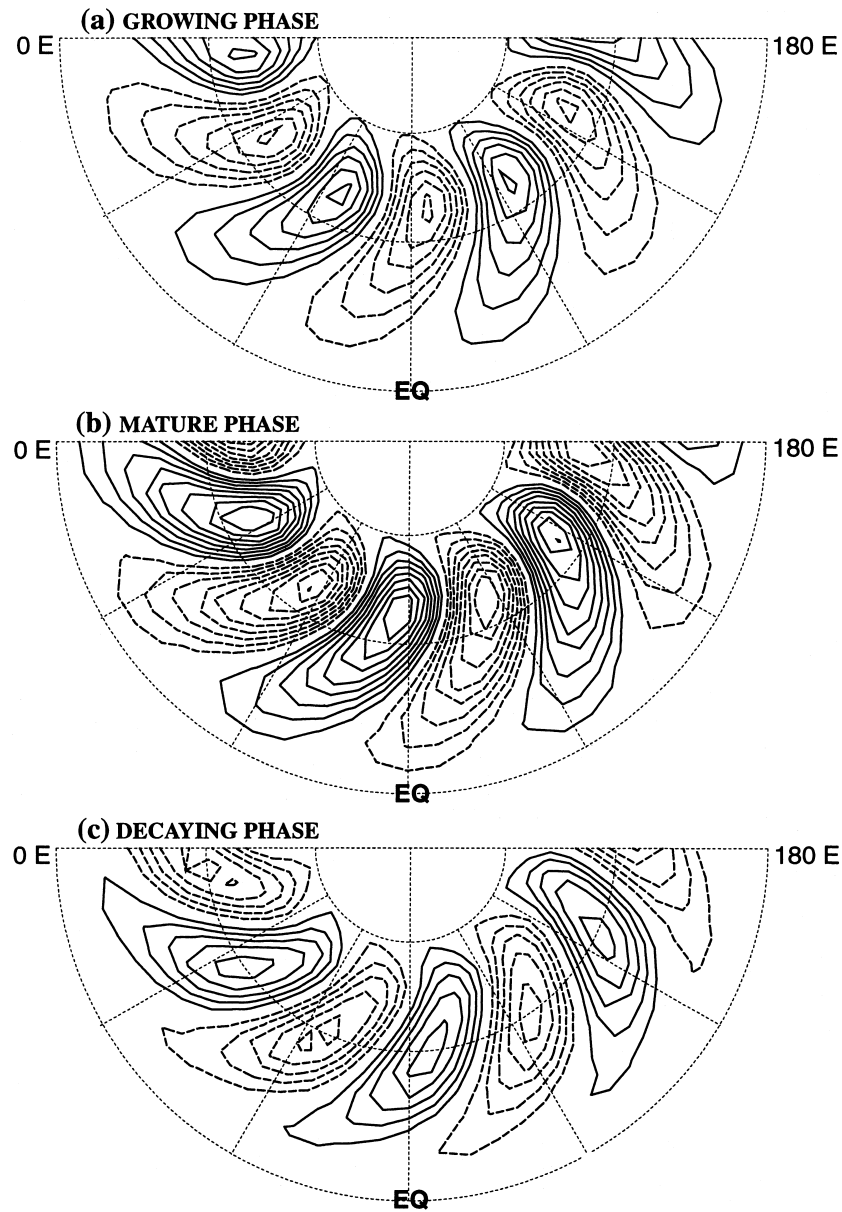 (a) GROWING PHASE
0 E
180 E
EQ
(b) MATURE PHASE
0 E
180 E
EQ
(c) DECAYING PHASE
0 E
180 E
EQ